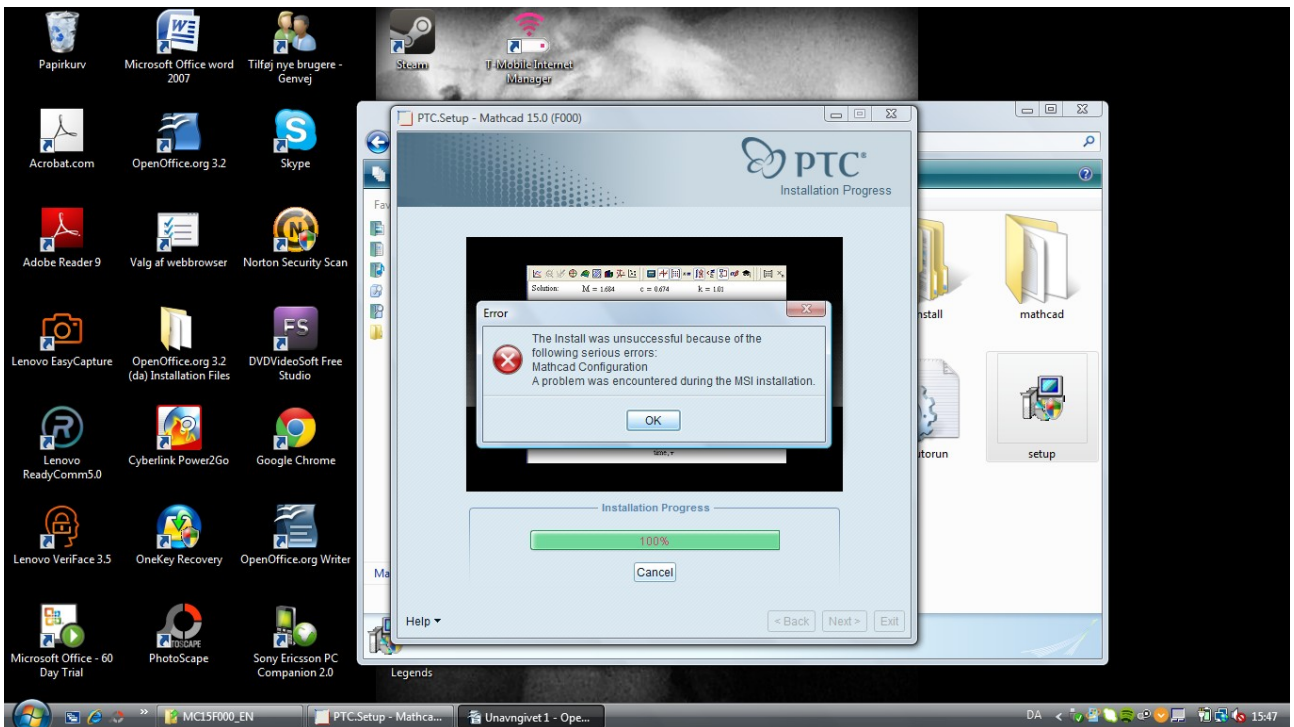 Papirkurv
Microsoft Office word
2007
Tilføj nye brugere -
Genvej
Steam
T-Mobile Internet
Manager
Acrobat.com
OpenOffice.org 3.2
Skype
Adobe Reader 9
Valg af webbrowser
Norton Security Scan
Lenovo EasyCapture
OpenOffice.org 3.2
(da) Installation Files
DVDVideoSoft Free
Studio
Lenovo
ReadyComm5.0
Cyberlink Power2Go
Google Chrome
Lenovo VeriFace 3.5
OneKey Recovery
OpenOffice.org Writer
Microsoft Office - 60
Day Trial
PhotoScape
Sony Ericsson PC
Companion 2.0
Legends
PTC.Setup - Mathcad 15.0 (F000)
PTC®
Installation Progress
Fav
Solution: M = 1.684 c = 0.674 k = 1.01
Error
The Install was unsuccessful because of the
following serious errors:
Mathcad Configuration
A problem was encountered during the MSI installation.
OK
time, τ
Installation Progress
100%
Cancel
Help
< Back
Next >
Exit
Ma
nstall
mathcad
utorun
setup
MC15F000_EN
PTC.Setup - Mathca...
Unavngivet 1 - Ope...
DA
15:47